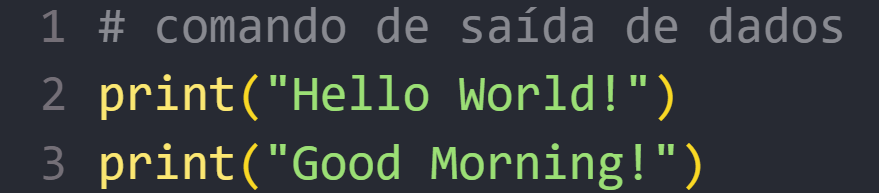 1 # comando de saída de dados
2 print("Hello World!")
3 print("Good Morning!")